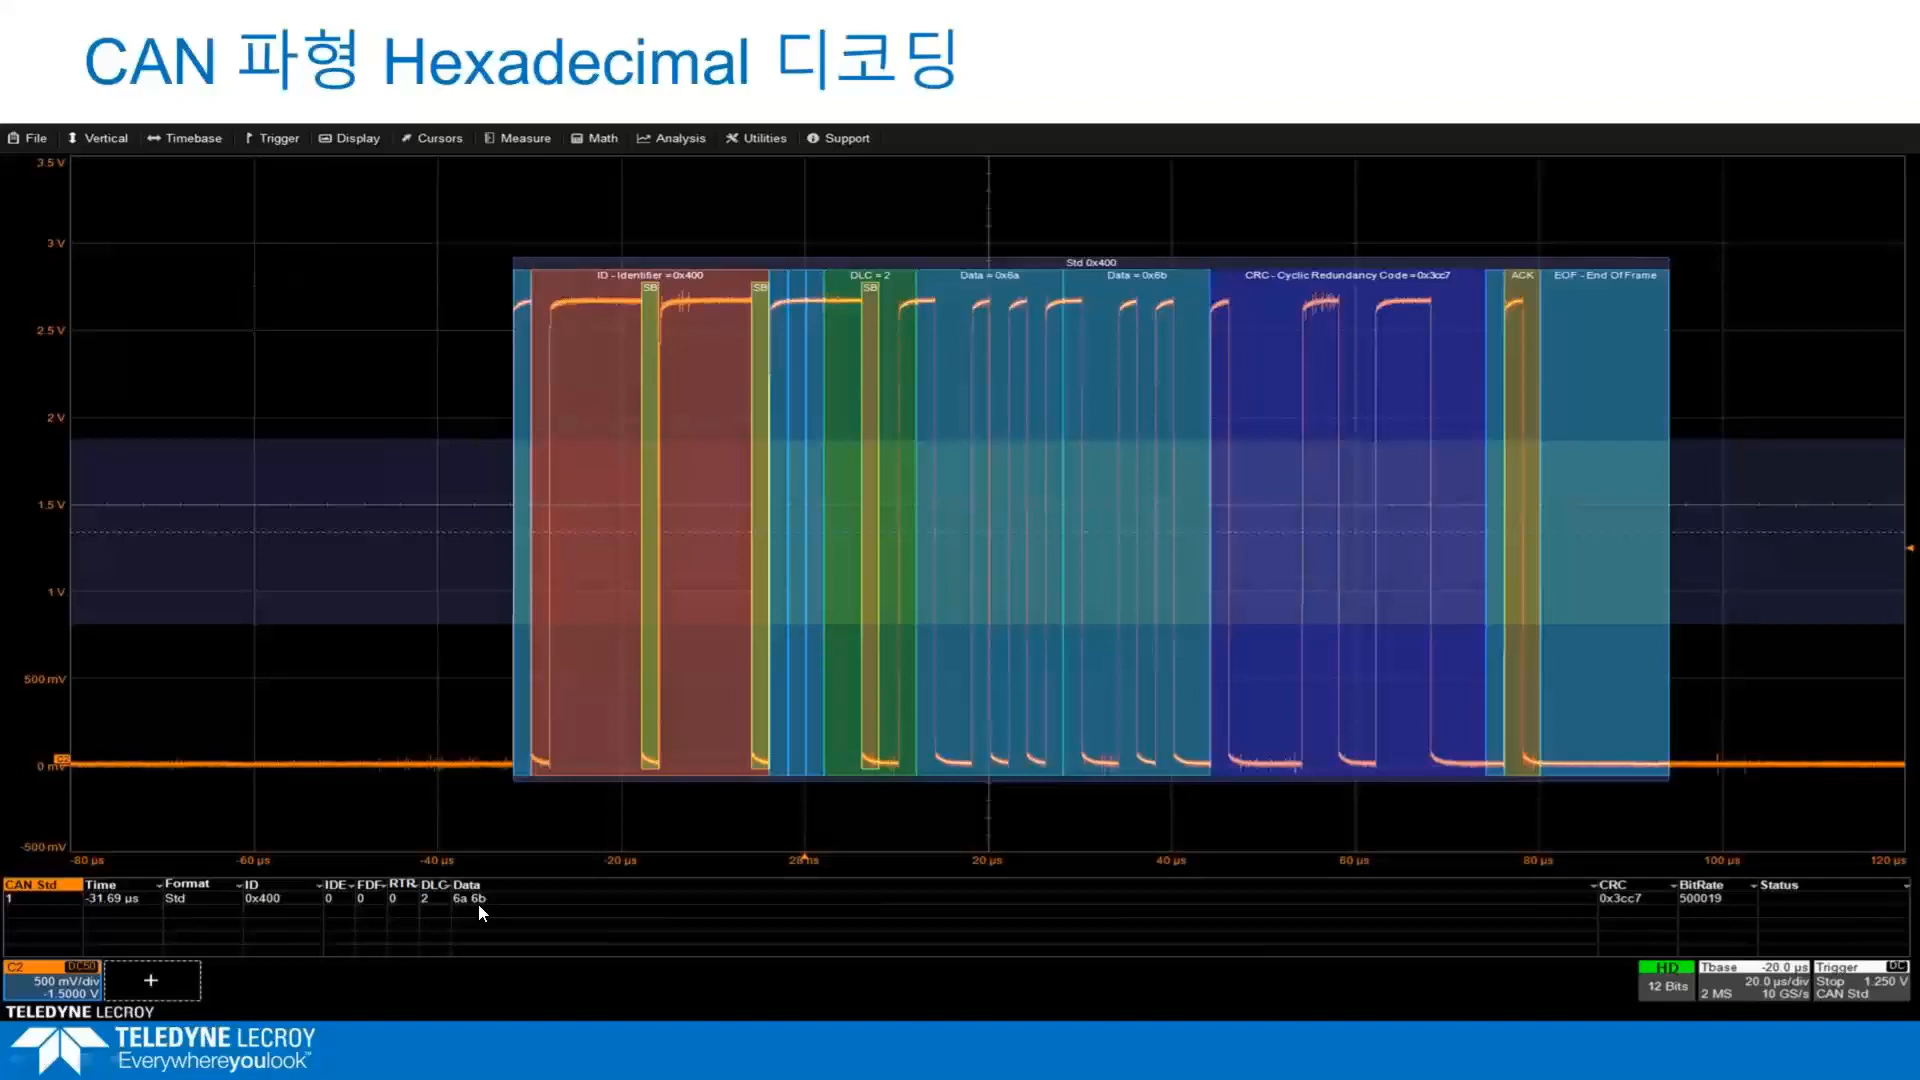 CAN 파형 Hexadecimal 디코딩
File Vertical Timebase Trigger Display Cursors Measure Math Analysis Utilities Support
3.5 V
3 V
2.5 V
2 V
1.5 V
1 V
500 mV
0 mV
-500 mV
C2
Std 0x400
ID - Identifier =0x400 DLC = 2 Data = 0x6a Data = 0x6b CRC - Cyclic Redundancy Code =0x3cc7 ACK EOF - End Of Frame
SB SB SB
-80 µs -60 µs -40 µs -20 µs 20 µs 40 µs 60 µs 80 µs 100 µs 120 µs
CAN Std Time Format ID IDE FDF RTR DLC Data CRC BitRate Status
1 -31.69 µs Std 0x400 0 0 0 2 6a 6b 0x3cc7 500019
C2 DC50
500 mV/div
-1.5000 V
+
HD
12 Bits
Tbase -20.0 µs
20.0 µs/div
2 MS 10 GS/s
Trigger DC
Stop 1.250 V
CAN Std
TELEDYNE LECROY
TELEDYNE LECROY
Everywhereyoulook™